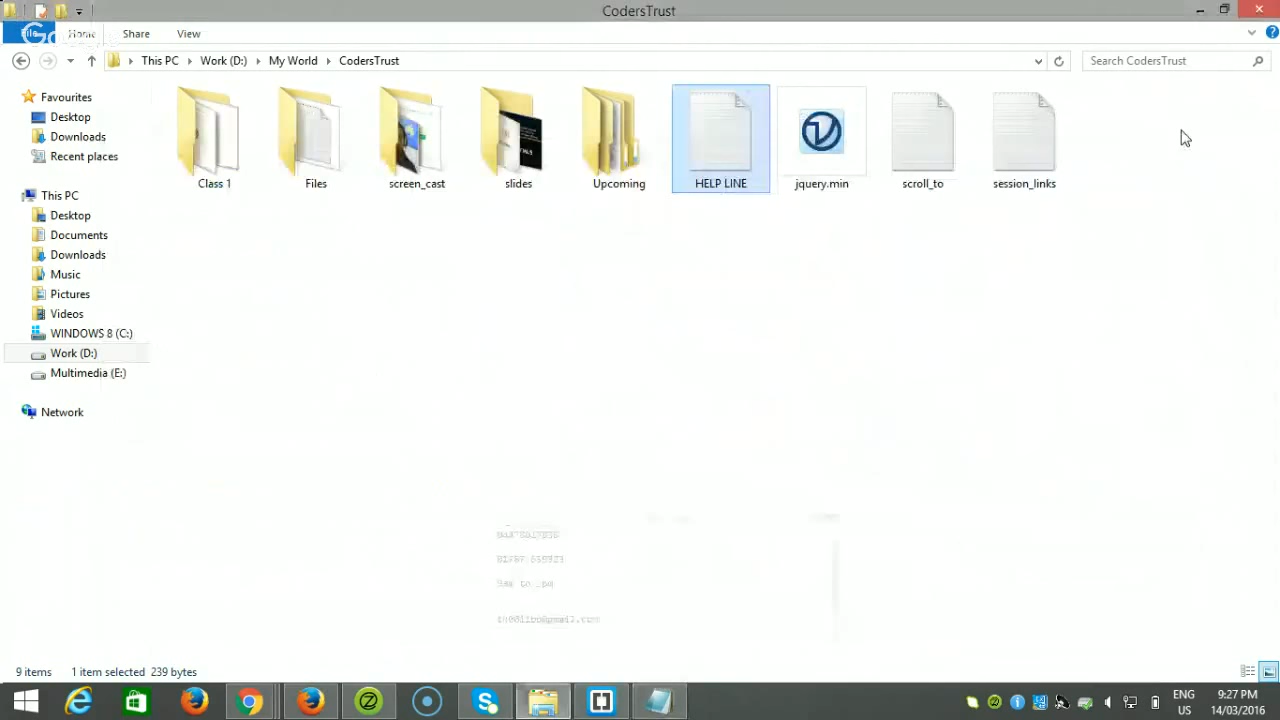 CodersTrust
File
Home
Share
View
This PC
Work (D:)
My World
CodersTrust
Search CodersTrust
Favourites
Desktop
Downloads
Recent places
This PC
Desktop
Documents
Downloads
Music
Pictures
Videos
WINDOWS 8 (C:)
Work (D:)
Multimedia (E:)
Network
Class 1
Files
screen_cast
slides
Upcoming
HELP LINE
jquery.min
scroll_to
session_links
9 items
1 item selected 239 bytes
ENG
US
9:27 PM
14/03/2016